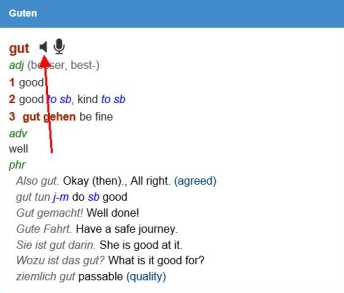 Guten
gut
adj (besser, best-)
1 good
2 good to sb, kind to sb
3 gut gehen be fine
adv
well
phr
Also gut. Okay (then)., All right. (agreed)
gut tun j-m do sb good
Gut gemacht! Well done!
Gute Fahrt. Have a safe journey.
Sie ist gut darin. She is good at it.
Wozu ist das gut? What is it good for?
ziemlich gut passable (quality)